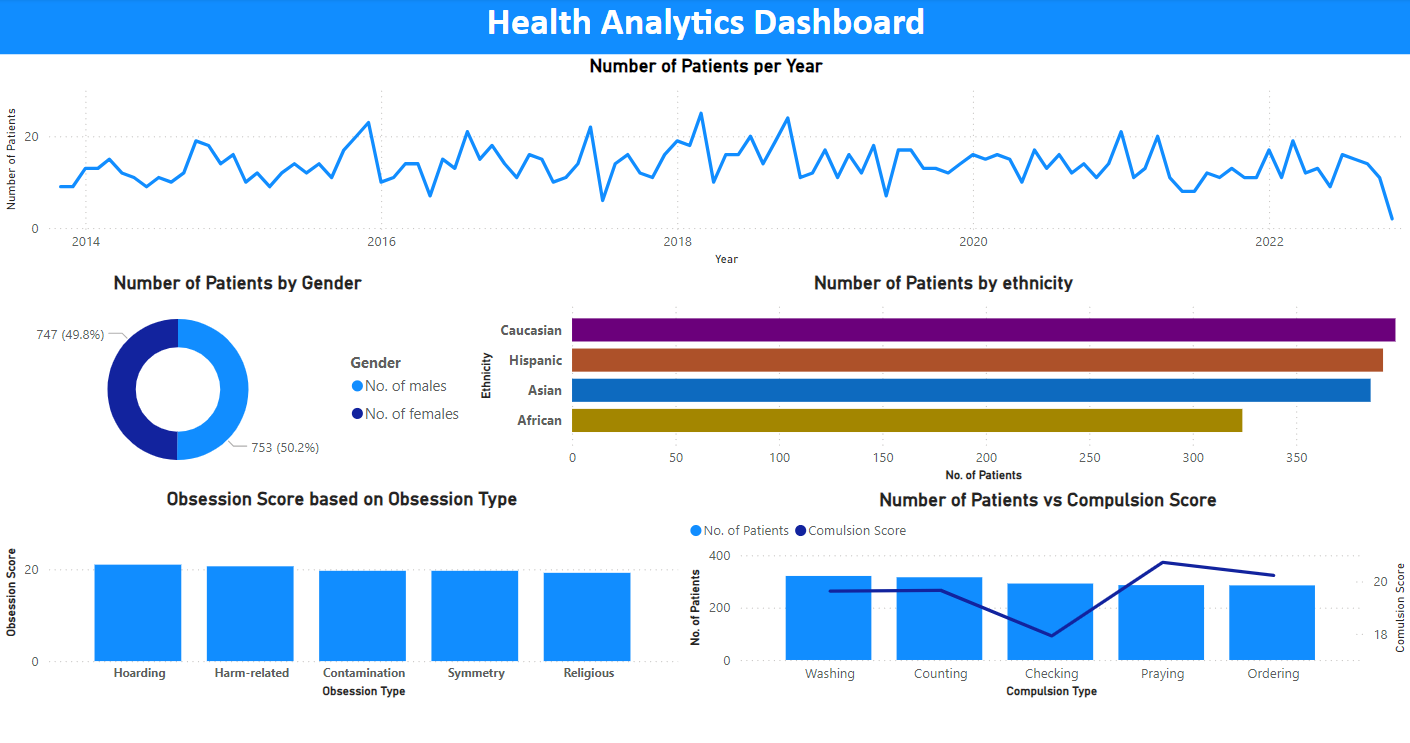 Health Analytics Dashboard
Number of Patients per Year
Number of Patients
20
0
2014 2016 2018 2020 2022
Year
Number of Patients by Gender
747 (49.8%)
753 (50.2%)
Gender
No. of males
No. of females
Number of Patients by ethnicity
Ethnicity
Caucasian
Hispanic
Asian
African
0 50 100 150 200 250 300 350
No. of Patients
Obsession Score based on Obsession Type
Obsession Score
20
0
Hoarding Harm-related Contamination Symmetry Religious
Obsession Type
Number of Patients vs Compulsion Score
No. of Patients Comulsion Score
No. of Patients
400
200
0
20
18
Comulsion Score
Washing Counting Checking Praying Ordering
Compulsion Type